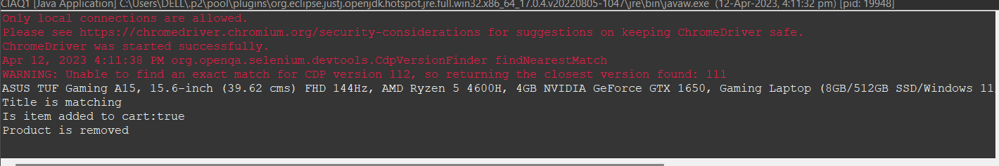 CIAQ1 [Java Application] C:\Users\DELL\.p2\pool\plugins\org.eclipse.justj.openjdk.hotspot.jre.full.win32.x86_64_17.0.4.v20220805-1047\jre\bin\javaw.exe (12-Apr-2023, 4:11:32 pm) [pid: 19948]
Only local connections are allowed.
Please see https://chromedriver.chromium.org/security-considerations for suggestions on keeping ChromeDriver safe.
ChromeDriver was started successfully.
Apr 12, 2023 4:11:38 PM org.openqa.selenium.devtools.CdpVersionFinder findNearestMatch
WARNING: Unable to find an exact match for CDP version 112, so returning the closest version found: 111
ASUS TUF Gaming A15, 15.6-inch (39.62 cms) FHD 144Hz, AMD Ryzen 5 4600H, 4GB NVIDIA GeForce GTX 1650, Gaming Laptop (8GB/512GB SSD/Windows 11
Title is matching
Is item added to cart:true
Product is removed